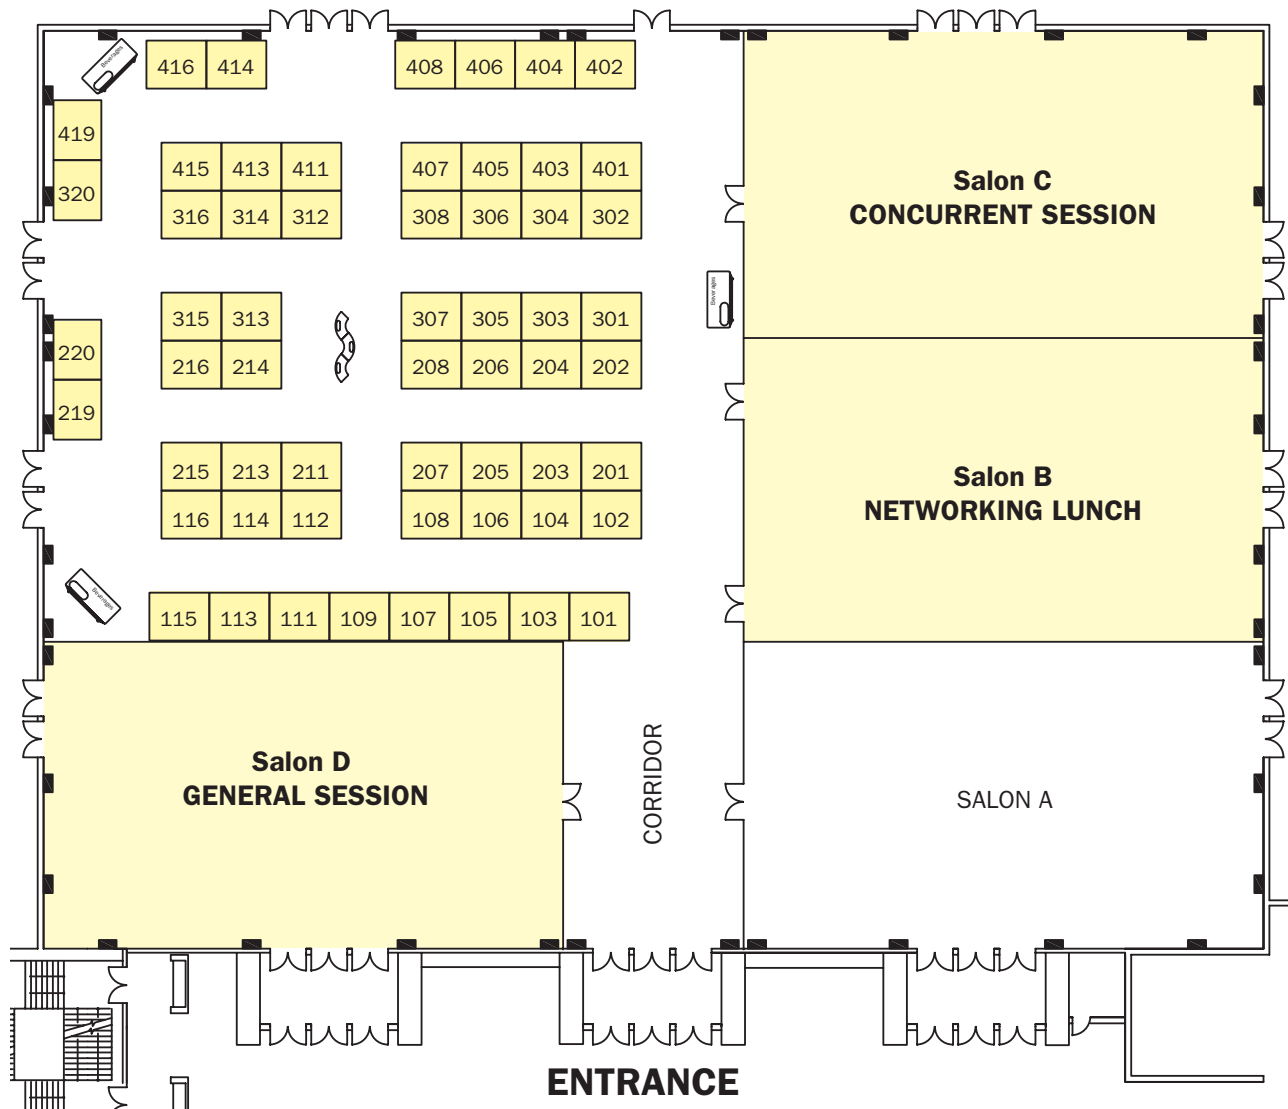 Beverages
416 414 408 406 404 402
419
320
415 413 411 407 405 403 401
316 314 312 308 306 304 302
Salon C
CONCURRENT SESSION
Beverages
315 313 307 305 303 301
220
216 214 208 206 204 202
219
215 213 211 207 205 203 201
116 114 112 108 106 104 102
Salon B
NETWORKING LUNCH
Beverages
115 113 111 109 107 105 103 101
Salon D
GENERAL SESSION
CORRIDOR
SALON A
ENTRANCE